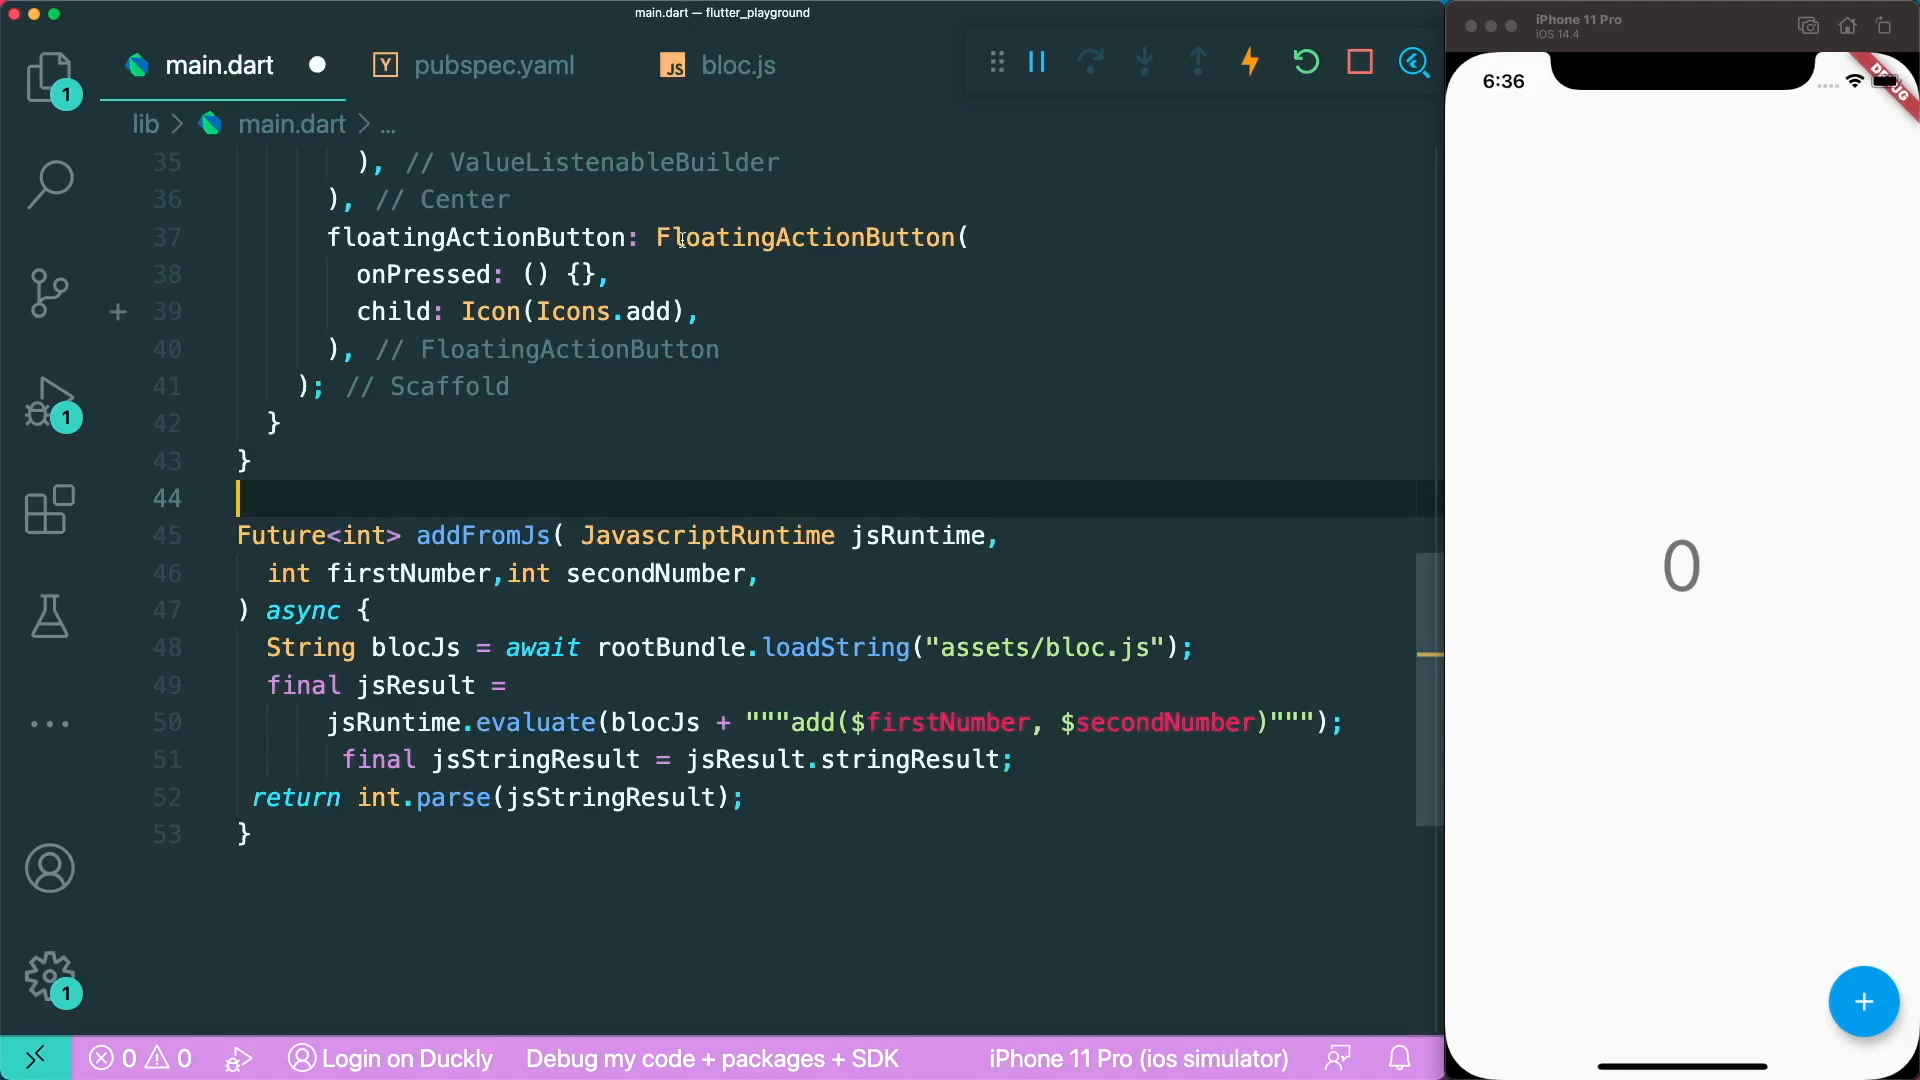 main.dart — flutter_playground
iPhone 11 Pro
iOS 14.4
main.dart
pubspec.yaml
JS bloc.js
6:36
DEBUG
lib > main.dart > ...
35 ), // ValueListenableBuilder
36 ), // Center
37 floatingActionButton: FloatingActionButton(
38 onPressed: () {},
39 child: Icon(Icons.add),
40 ), // FloatingActionButton
41 ); // Scaffold
42 }
43 }
44
45 Future<int> addFromJs( JavascriptRuntime jsRuntime,
46 int firstNumber,int secondNumber,
47 ) async {
48 String blocJs = await rootBundle.loadString("assets/bloc.js");
49 final jsResult =
50 jsRuntime.evaluate(blocJs + """add($firstNumber, $secondNumber)""");
51 final jsStringResult = jsResult.stringResult;
52 return int.parse(jsStringResult);
53 }
1
1
1
0
+
0 0 Login on Duckly Debug my code + packages + SDK iPhone 11 Pro (ios simulator)